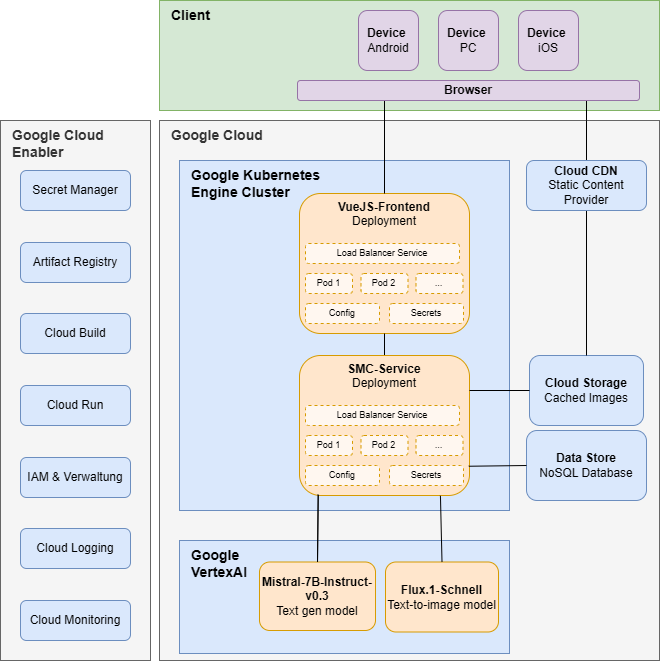 Client
Device
Android
Device
PC
Device
iOS
Browser
Google Cloud
Enabler
Secret Manager
Artifact Registry
Cloud Build
Cloud Run
IAM & Verwaltung
Cloud Logging
Cloud Monitoring
Google Cloud
Google Kubernetes
Engine Cluster
VueJS-Frontend
Deployment
Load Balancer Service
Pod 1
Pod 2
...
Config
Secrets
SMC-Service
Deployment
Load Balancer Service
Pod 1
Pod 2
...
Config
Secrets
Cloud CDN
Static Content
Provider
Cloud Storage
Cached Images
Data Store
NoSQL Database
Google
VertexAI
Mistral-7B-Instruct-
v0.3
Text gen model
Flux.1-Schnell
Text-to-image model